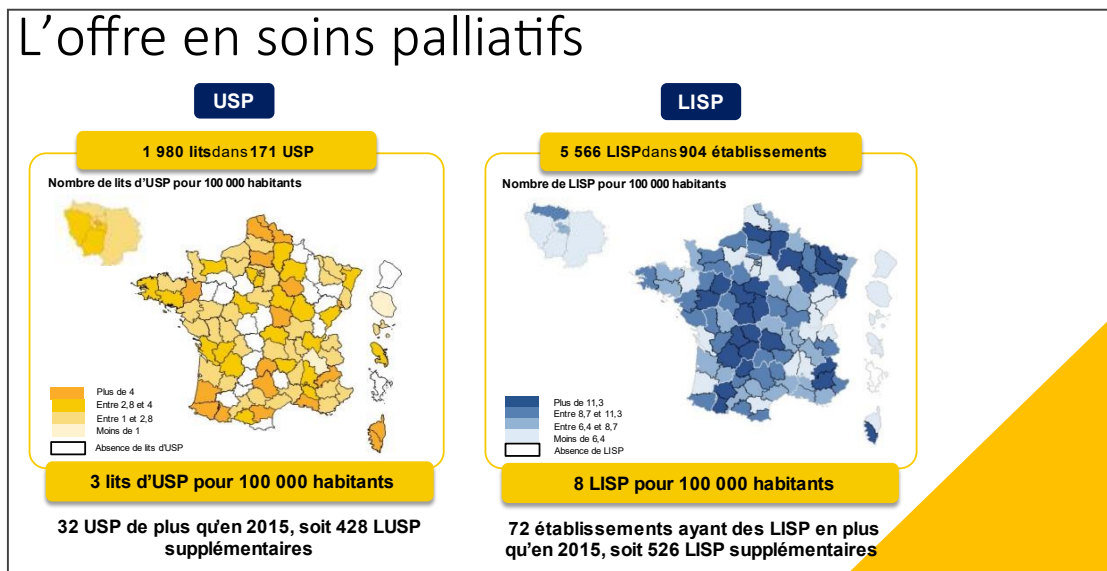 L'offre en soins palliatifs
USP
1 980 litsdans 171 USP
Nombre de lits d'USP pour 100 000 habitants
Plus de 4
Entre 2,8 et 4
Entre 1 et 2,8
Moins de 1
Absence de lits d'USP
3 lits d'USP pour 100 000 habitants
32 USP de plus qu'en 2015, soit 428 LUSP
supplémentaires
LISP
5 566 LISPdans 904 établissements
Nombre de LISP pour 100 000 habitants
Plus de 11,3
Entre 8,7 et 11,3
Entre 6,4 et 8,7
Moins de 6,4
Absence de LISP
8 LISP pour 100 000 habitants
72 établissements ayant des LISP en plus
qu'en 2015, soit 526 LISP supplémentaires